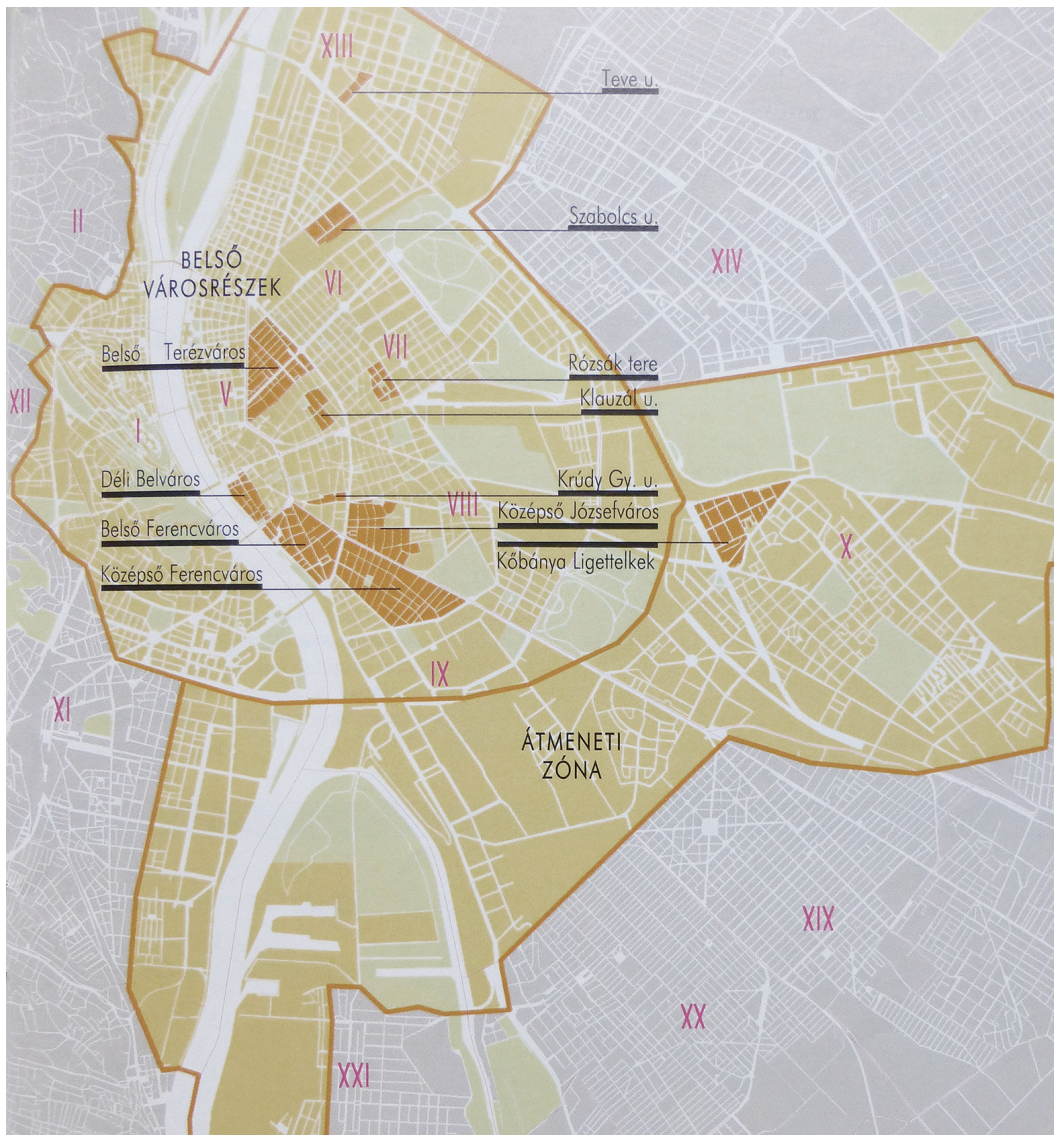 XIII
Teve u.
II
Szabolcs u.
BELSŐ
VÁROSRÉSZEK
VI
XIV
Belső Terézváros
VII
Rózsák tere
XII
V
Klauzál u.
I
Déli Belváros
Krúdy Gy. u.
VIII
Középső Józsefváros
Belső Ferencváros
X
Kőbánya Ligettelkek
Középső Ferencváros
IX
XI
ÁTMENETI
ZÓNA
XIX
XX
XXI